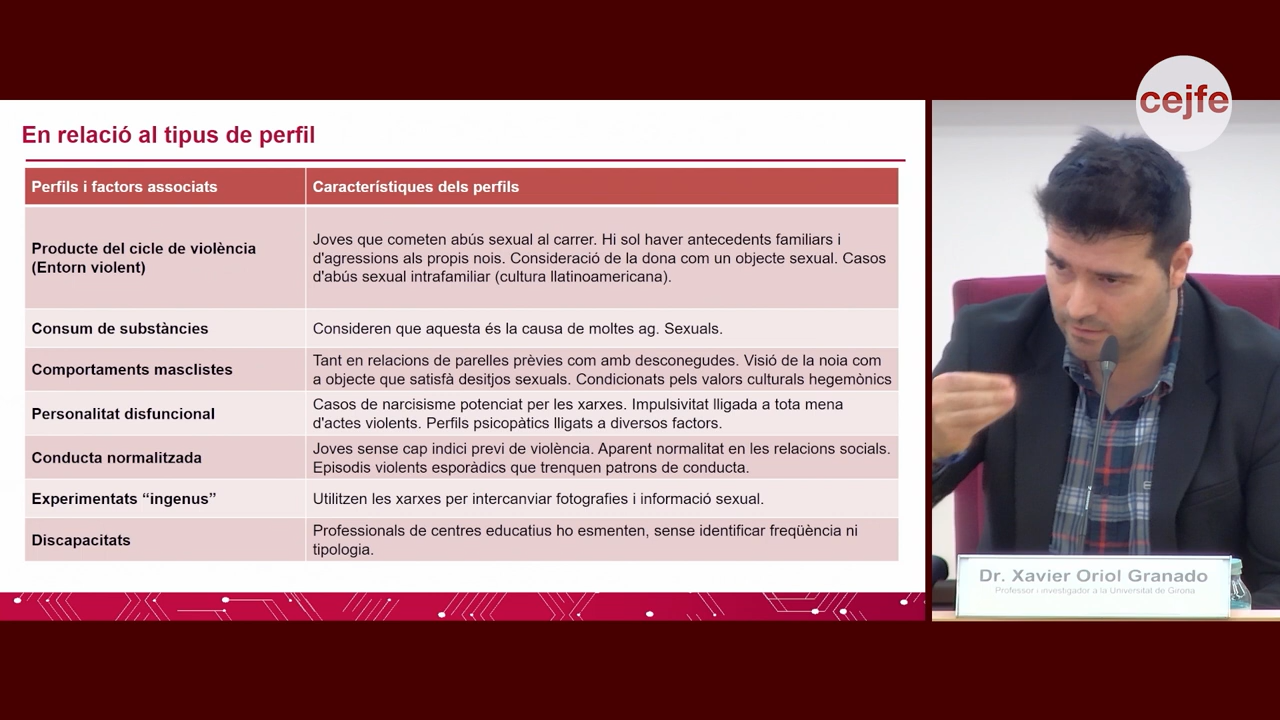 cejfe
En relació al tipus de perfil
Perfils i factors associats
Característiques dels perfils
Producte del cicle de violència
(Entorn violent)
Joves que cometen abús sexual al carrer. Hi sol haver antecedents familiars i
d'agressions als propis nois. Consideració de la dona com un objecte sexual. Casos
d'abús sexual intrafamiliar (cultura llatinoamericana).
Consum de substàncies
Consideren que aquesta és la causa de moltes ag. Sexuals.
Comportaments masclistes
Tant en relacions de parelles prèvies com amb desconegudes. Visió de la noia com
a objecte que satisfà desitjos sexuals. Condicionats pels valors culturals hegemònics
Personalitat disfuncional
Casos de narcisisme potenciat per les xarxes. Impulsivitat lligada a tota mena
d'actes violents. Perfils psicopàtics lligats a diversos factors.
Conducta normalitzada
Joves sense cap indici previ de violència. Aparent normalitat en les relacions socials.
Episodis violents esporàdics que trenquen patrons de conducta.
Experimentats “ingenus”
Utilitzen les xarxes per intercanviar fotografies i informació sexual.
Discapacitats
Professionals de centres educatius ho esmenten, sense identificar freqüència ni
tipologia.
Dr. Xavier Oriol Granado
Professor i investigador a la Universitat de Girona